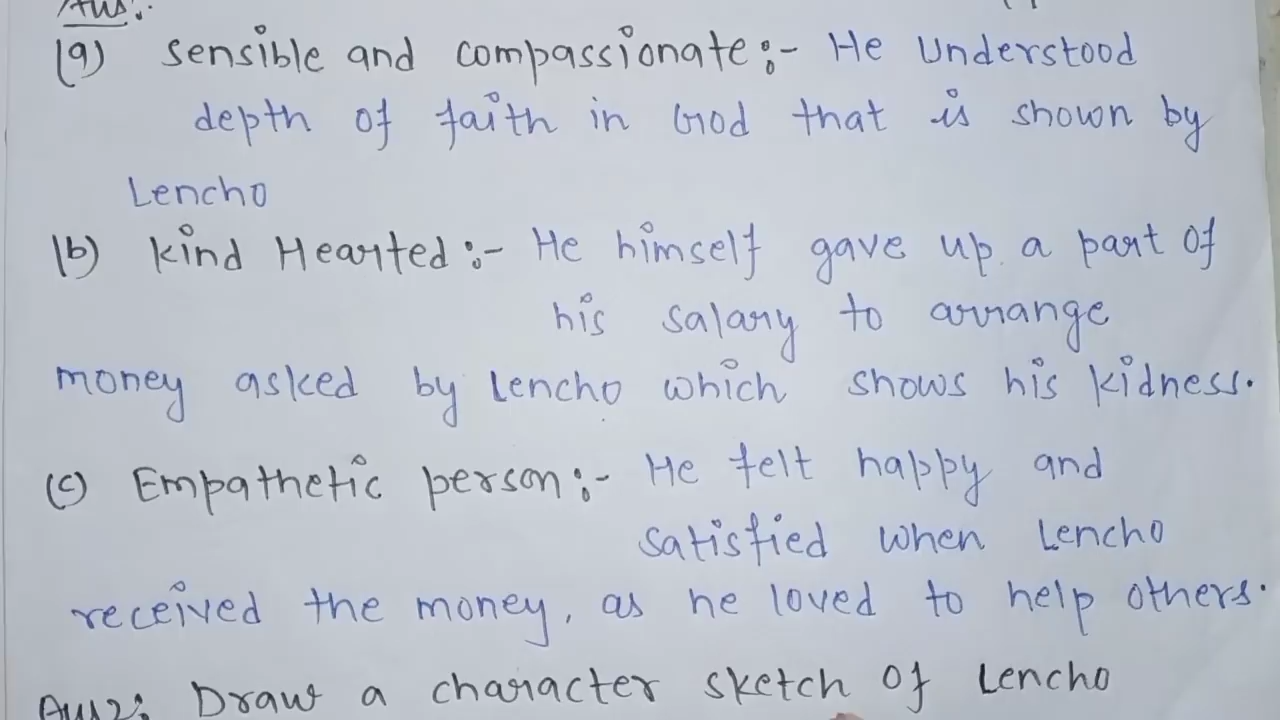 Ans:
(a) Sensible and compassionate:- He Understood
depth of faith in God that is shown by
Lencho
(b) Kind Hearted:- He himself gave up a part of
his salary to arrange
money asked by Lencho which shows his kidness.
(c) Empathetic person:- He felt happy and
satisfied when Lencho
received the money, as he loved to help others.
Ans2: Draw a character sketch of Lencho